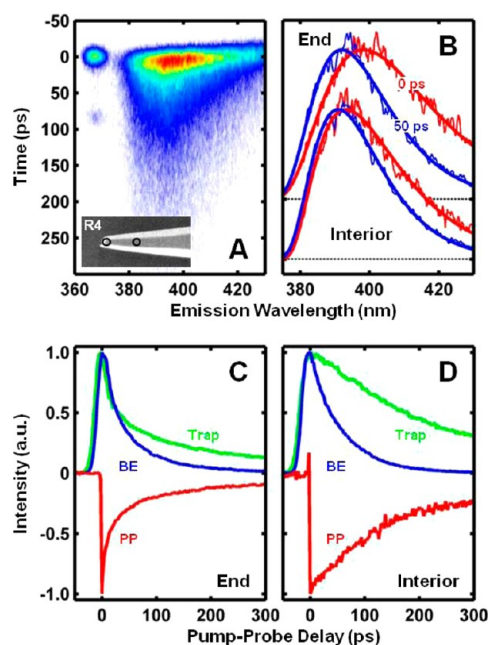 0
50
100
150
200
250
Time (ps)
R4
A
360
380
400
420
End
B
0 ps
50 ps
Interior
380
400
420
Emission Wavelength (nm)
1.0
0.5
0
-0.5
-1.0
Intensity (a.u.)
C
Trap
BE
PP
End
0
100
200
300
D
Trap
BE
PP
Interior
0
100
200
300
Pump-Probe Delay (ps)